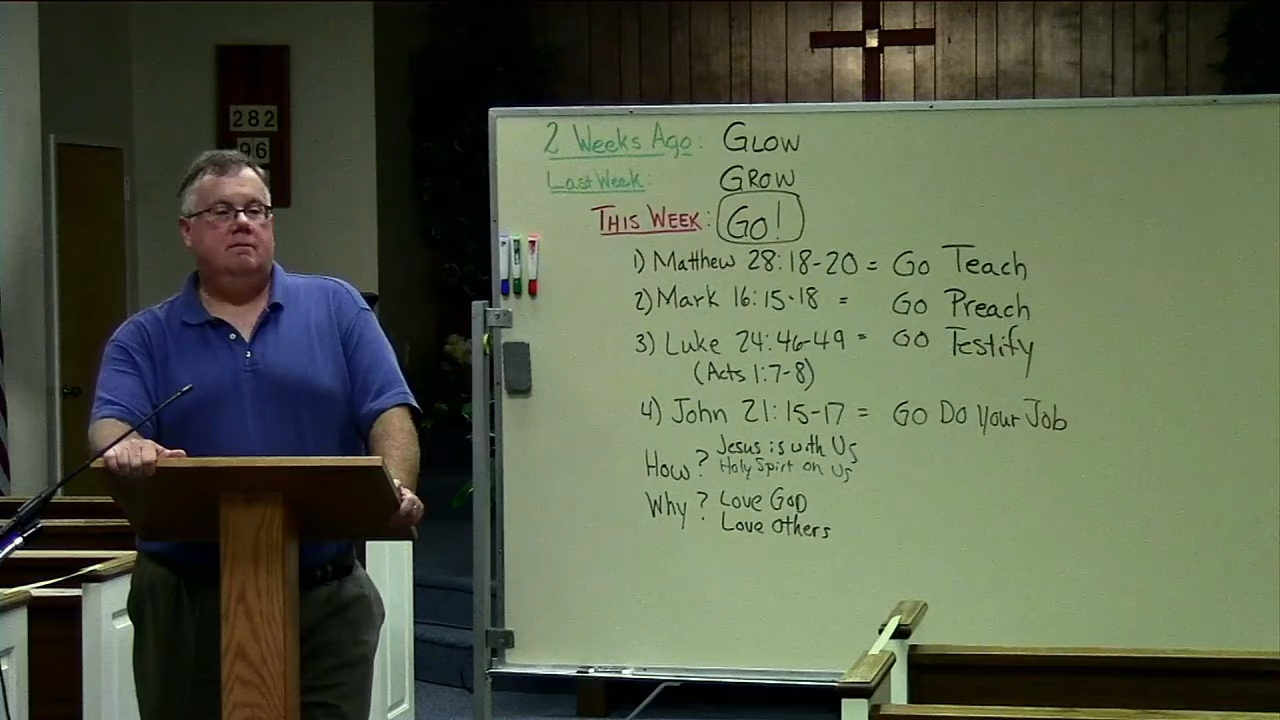 282
96
2 Weeks Ago: GLOW
Last Week: GROW
THIS WEEK: GO!
1) Matthew 28:18-20 = Go Teach
2) Mark 16:15-18 = Go Preach
3) Luke 24:46-49 = Go Testify
(Acts 1:7-8)
4) John 21:15-17 = Go Do Your Job
How? Jesus is with Us
Holy Spirt on Us
Why? Love God
Love Others